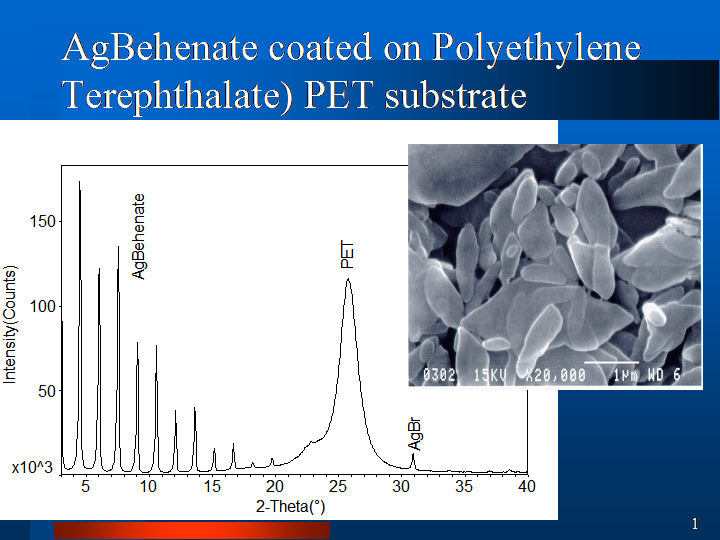 AgBehenate coated on Polyethylene
Terephthalate) PET substrate
Intensity(Counts)
150
100
50
x10^3
AgBehenate
PET
AgBr
5 10 15 20 25 30 35 40
2-Theta(°)
0302 15KV X20,000 1μm WD 6
1